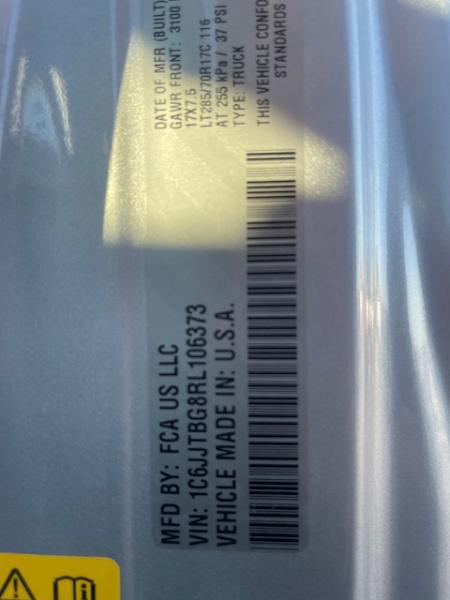 MFD BY: FCA US LLC
VIN: 1C6JJTBG8RL106373
VEHICLE MADE IN: U.S.A.
DATE OF MFR (BUILT)
GAWR FRONT: 3100
17X7.5
LT285/70R17C 116
AT 255 kPa / 37 PSI
TYPE: TRUCK
THIS VEHICLE CONFO
STANDARDS